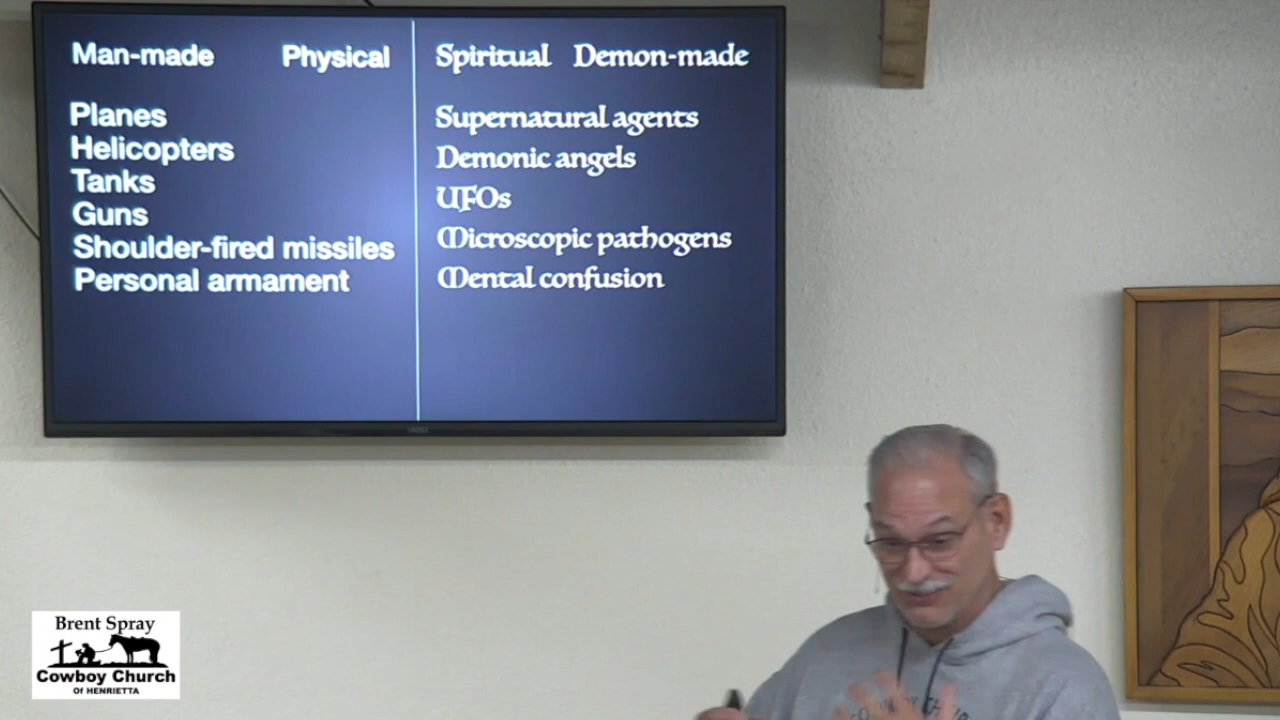 Man-made Physical
Planes
Helicopters
Tanks
Guns
Shoulder-fired missiles
Personal armament
Spiritual Demon-made
Supernatural agents
Demonic angels
UFOs
Microscopic pathogens
Mental confusion
Brent Spray
Cowboy Church
OF HENRIETTA